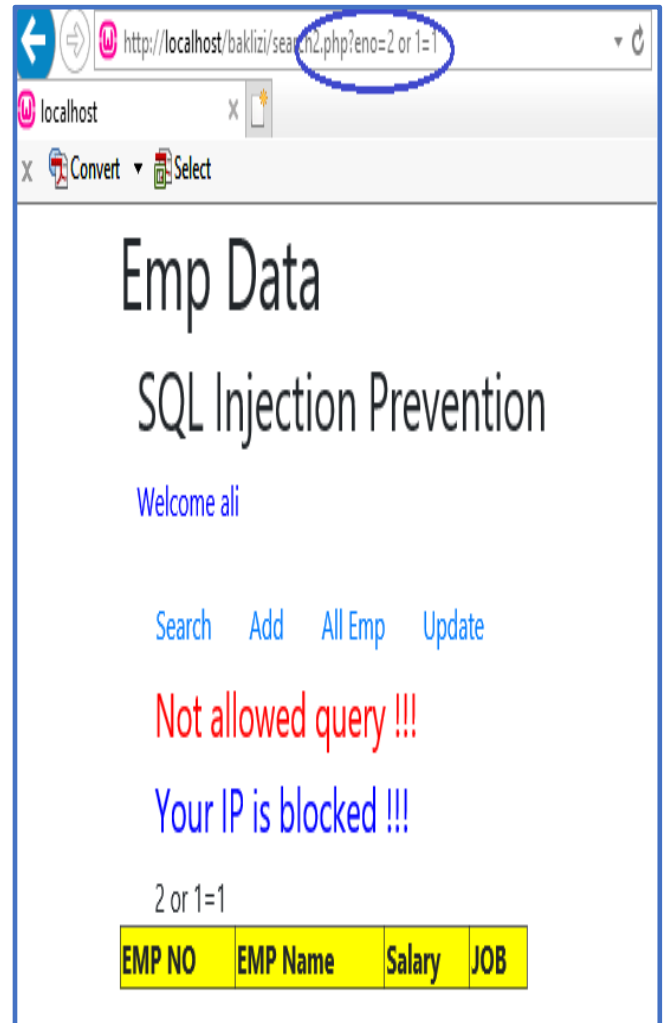 http://localhost/baklizi/search2.php?eno=2 or 1=1
localhost
Convert Select
Emp Data
SQL Injection Prevention
Welcome ali
Search Add All Emp Update
Not allowed query !!!
Your IP is blocked !!!
2 or 1=1
EMP NO EMP Name Salary JOB